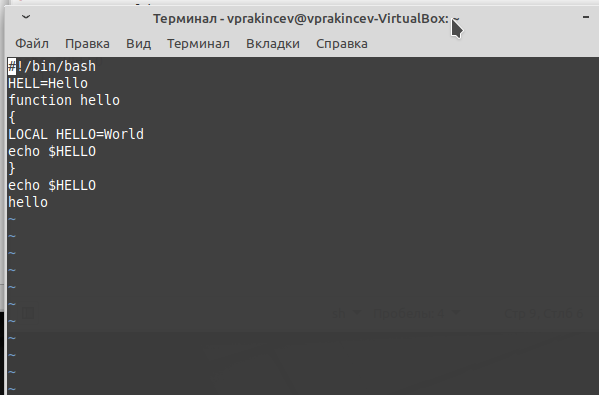 Терминал - vprakincev@vprakincev-VirtualBox: ~
Файл Правка Вид Терминал Вкладки Справка
#!/bin/bash
HELL=Hello
function hello
{
LOCAL HELLO=World
echo $HELLO
}
echo $HELLO
hello
~
~
~
~
~
~
~
~
~
~
~